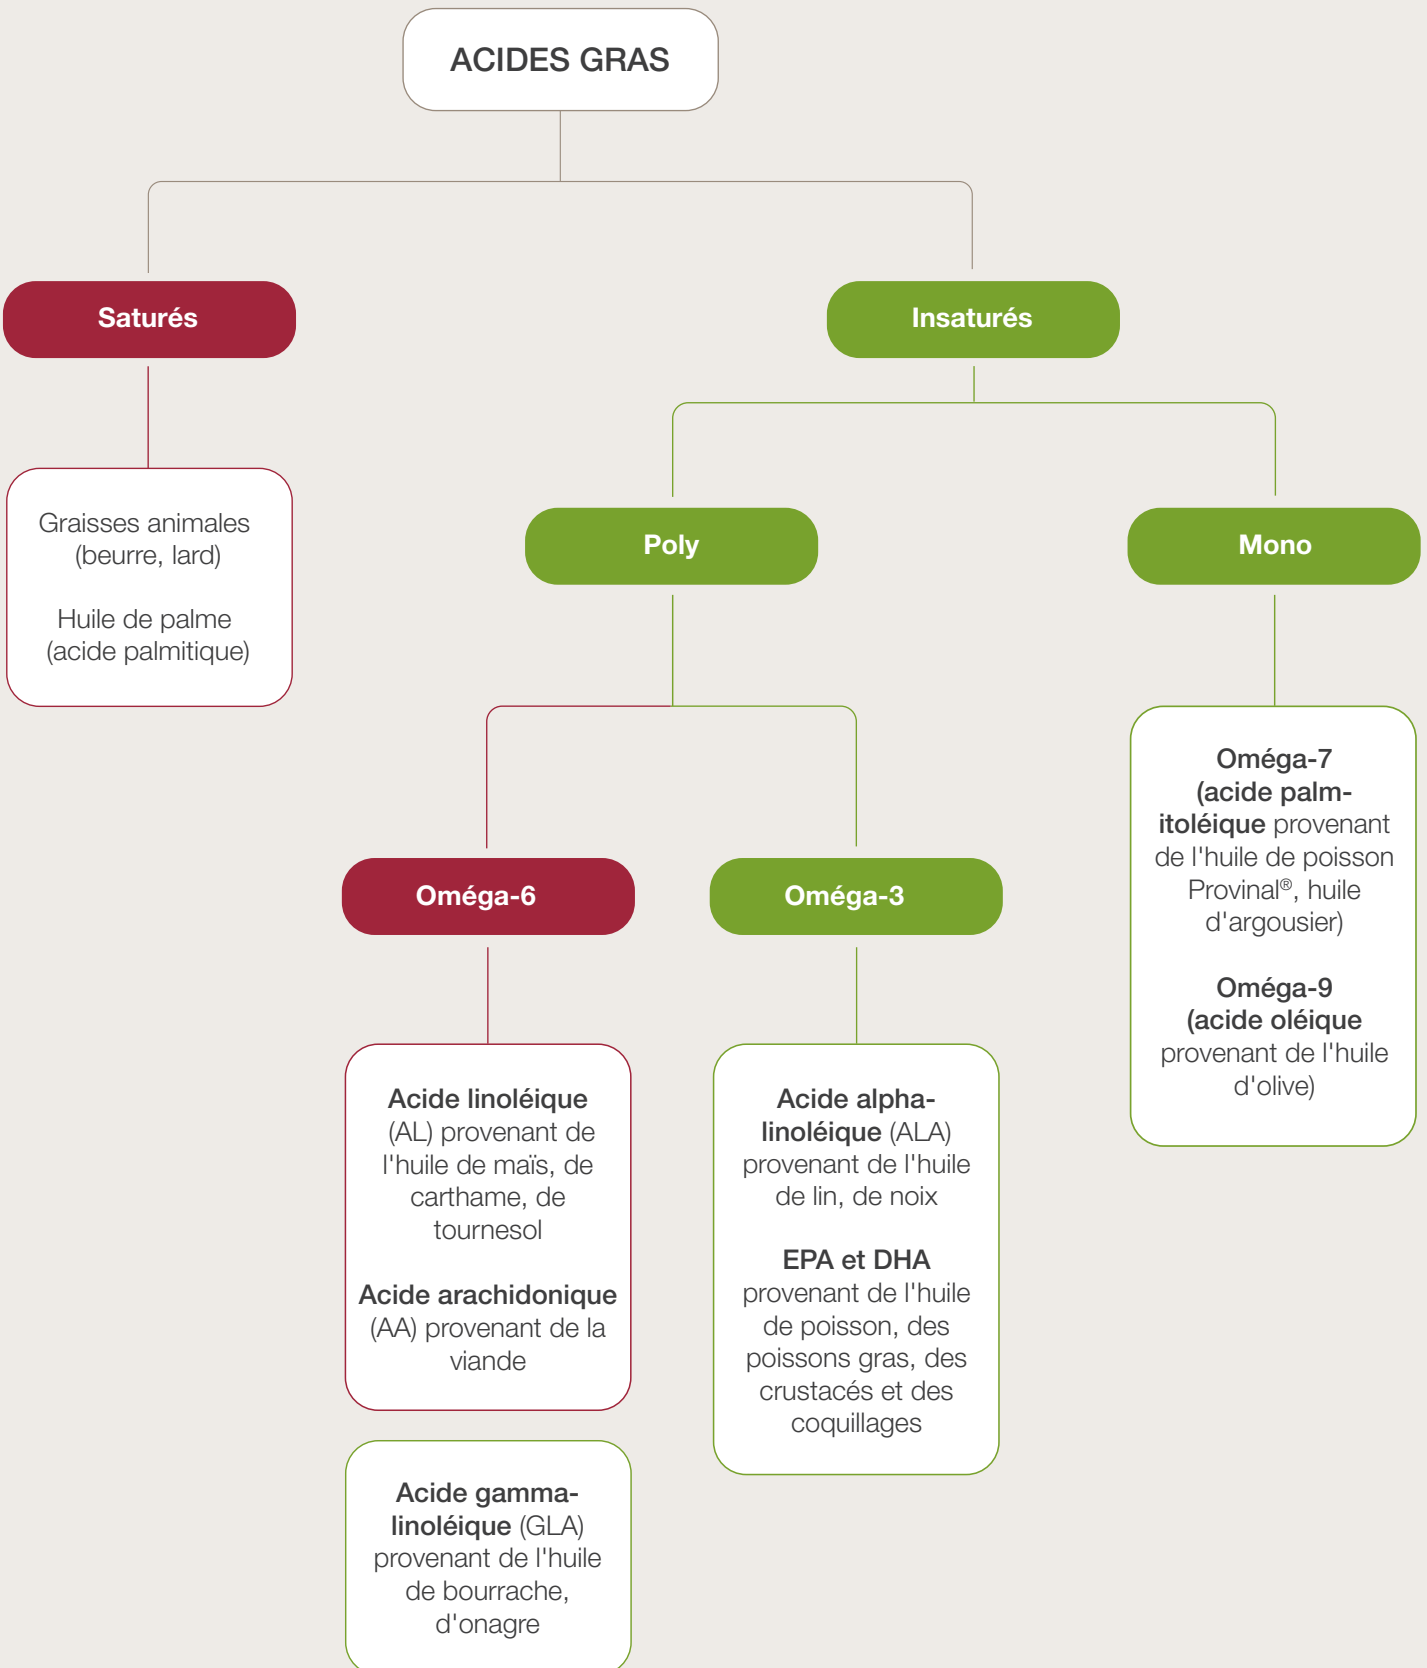 ACIDES GRAS
Saturés
Insaturés
Graisses animales
(beurre, lard)
Huile de palme
(acide palmitique)
Poly
Mono
Oméga-6
Oméga-3
Oméga-7
(acide palm-
itoléique provenant
de l'huile de poisson
Provinal®, huile
d'argousier)
Oméga-9
(acide oléique
provenant de l'huile
d'olive)
Acide linoléique
(AL) provenant de
l'huile de maïs, de
carthame, de
tournesol
Acide arachidonique
(AA) provenant de la
viande
Acide alpha-
linoléique (ALA)
provenant de l'huile
de lin, de noix
EPA et DHA
provenant de l'huile
de poisson, des
poissons gras, des
crustacés et des
coquillages
Acide gamma-
linoléique (GLA)
provenant de l'huile
de bourrache,
d'onagre